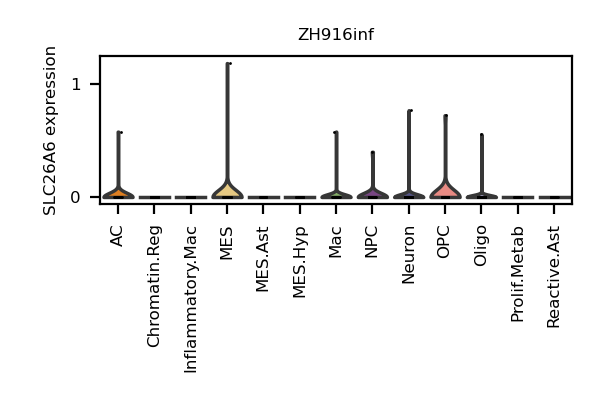 ZH916inf
SLC26A6 expression
1
0
AC
Chromatin.Reg
Inflammatory.Mac
MES
MES.Ast
MES.Hyp
Mac
NPC
Neuron
OPC
Oligo
Prolif.Metab
Reactive.Ast